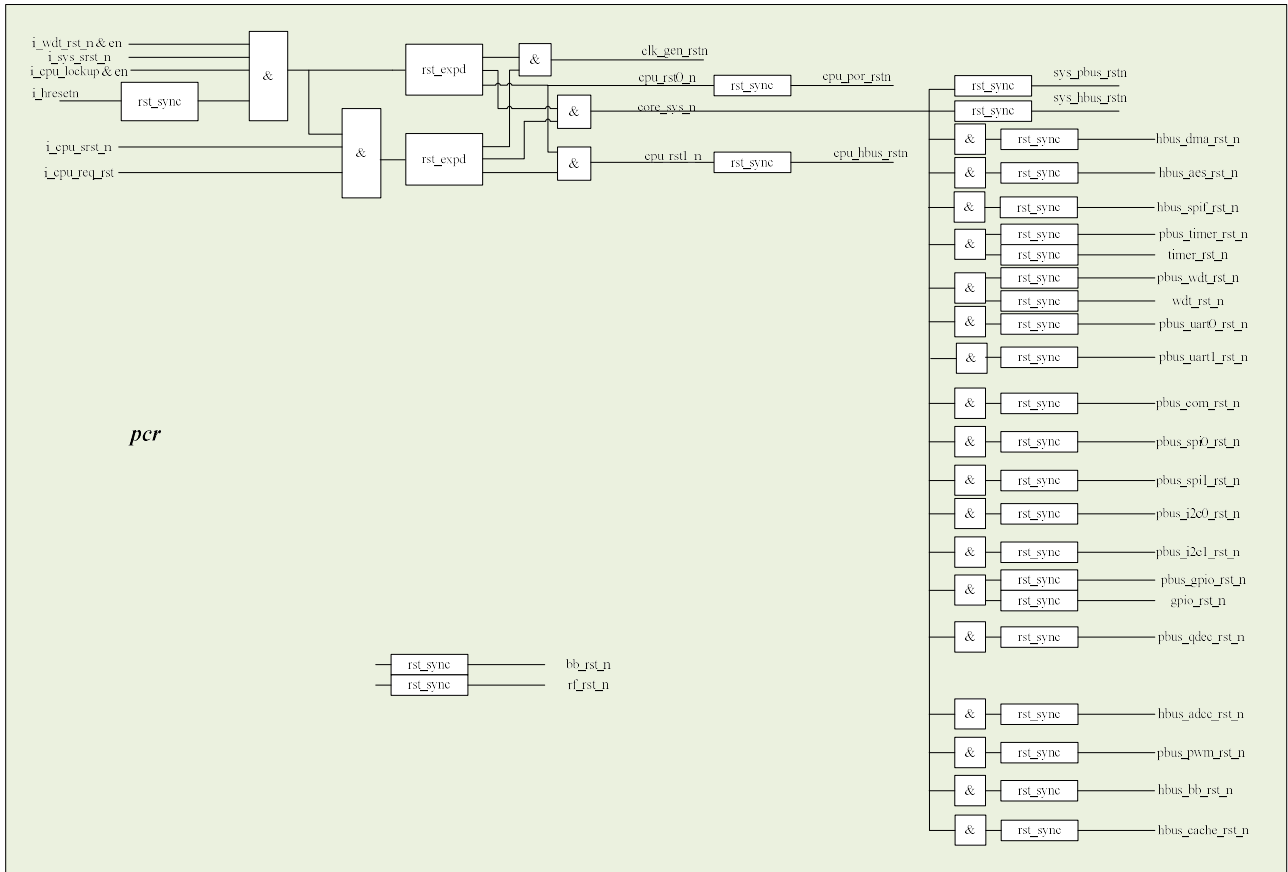 i_wdt_rst_n & en
i_sys_srst_n
i_cpu_lockup & en
i_hresetn
rst_sync
&
i_cpu_srst_n
i_cpu_req_rst
&
rst_expd
rst_expd
&
&
&
clk_gen_rstn
cpu_rst0_n
rst_sync
cpu_por_rstn
core_sys_n
cpu_rst1_n
rst_sync
cpu_hbus_rstn
rst_sync
sys_pbus_rstn
rst_sync
sys_hbus_rstn
& rst_sync hbus_dma_rst_n
& rst_sync hbus_aes_rst_n
& rst_sync hbus_spif_rst_n
& rst_sync pbus_timer_rst_n
rst_sync timer_rst_n
& rst_sync pbus_wdt_rst_n
rst_sync wdt_rst_n
& rst_sync pbus_uart0_rst_n
& rst_sync pbus_uart1_rst_n
& rst_sync pbus_com_rst_n
pcr
& rst_sync pbus_spi0_rst_n
& rst_sync pbus_spi1_rst_n
& rst_sync pbus_i2c0_rst_n
& rst_sync pbus_i2c1_rst_n
& rst_sync pbus_gpio_rst_n
rst_sync gpio_rst_n
& rst_sync pbus_qdec_rst_n
rst_sync bb_rst_n
rst_sync rf_rst_n
& rst_sync hbus_adcc_rst_n
& rst_sync pbus_pwm_rst_n
& rst_sync hbus_bb_rst_n
& rst_sync hbus_cache_rst_n